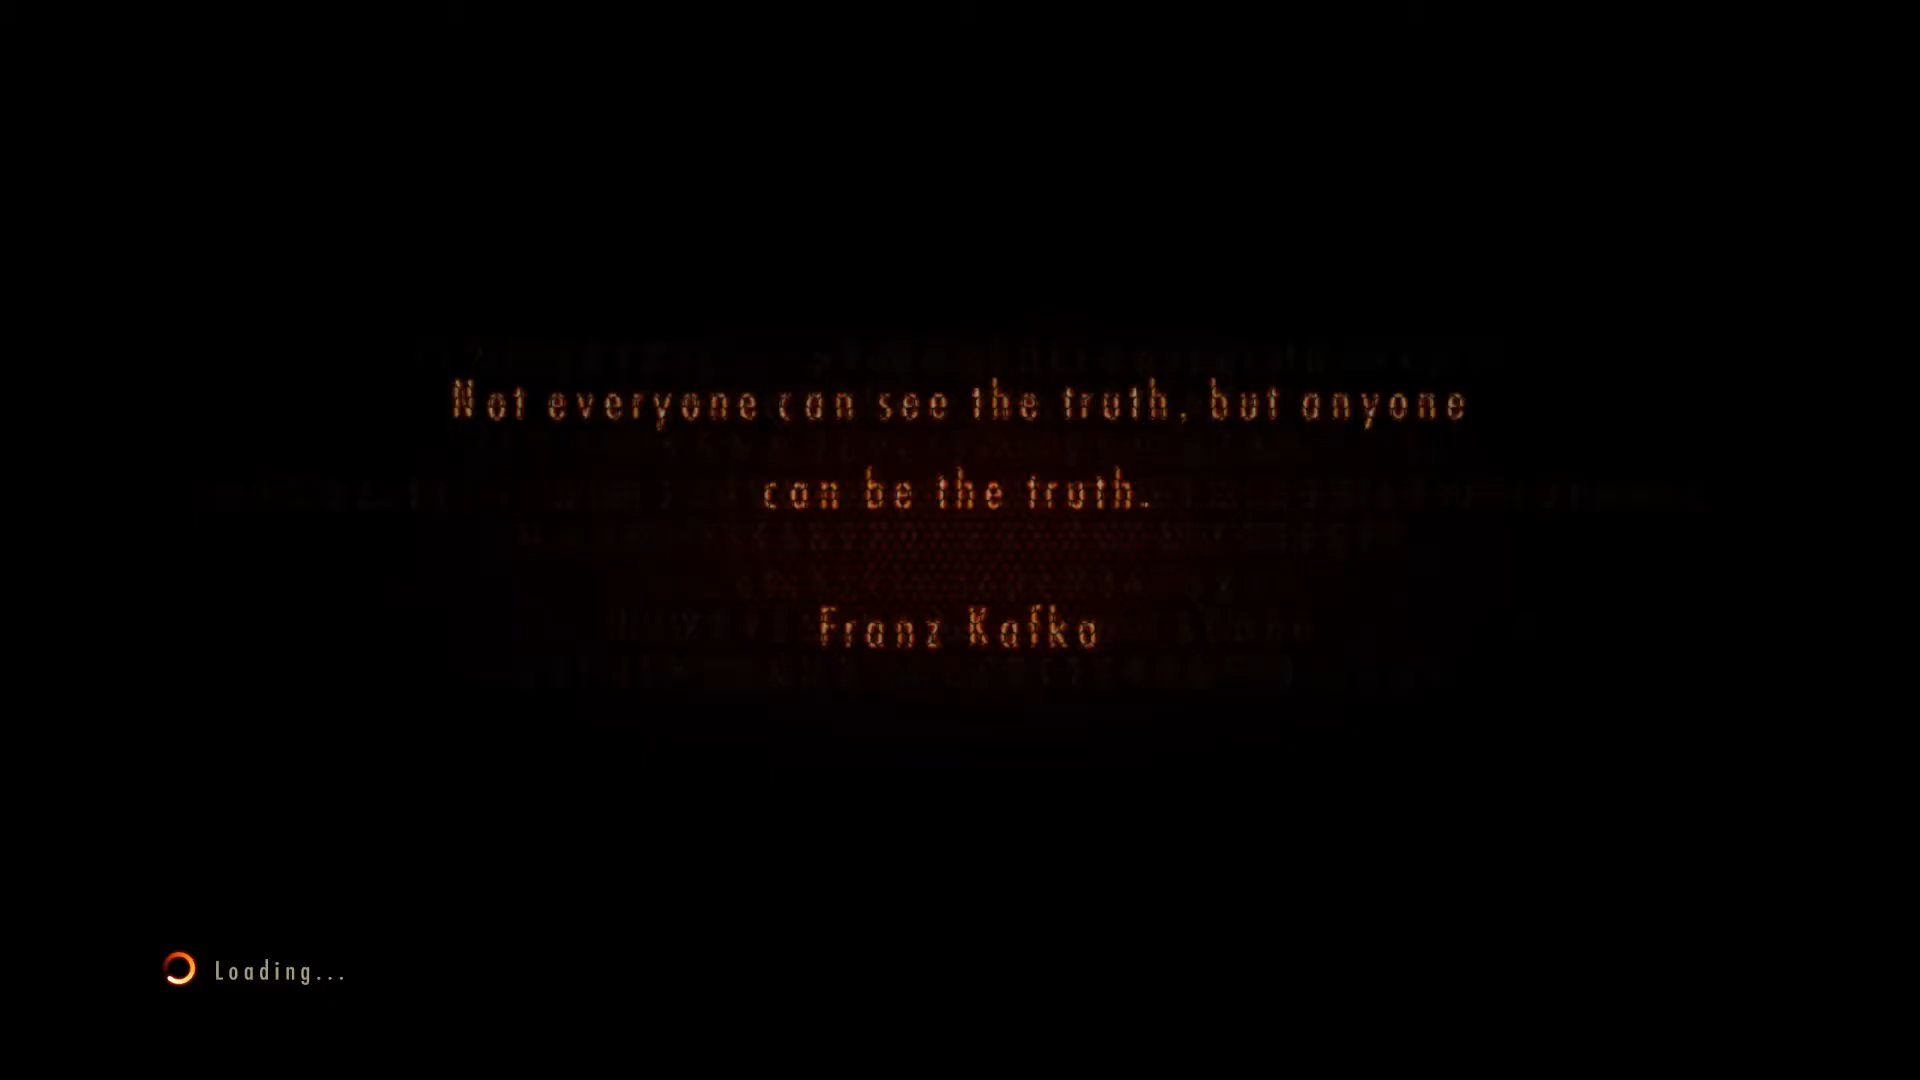 Not everyone can see the truth, but anyone
can be the truth.
Franz Kafka
Loading...